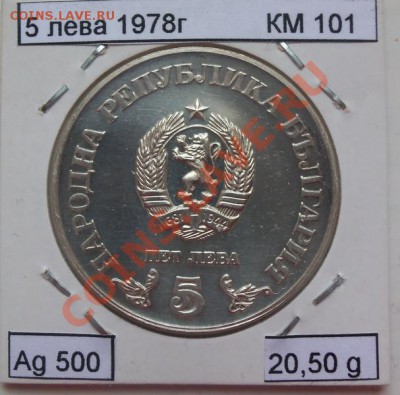 COINS.ЛАVE.RU
5 лева 1978г
КМ 101
НАРОДНА РЕПУБЛИКА БЪЛГАРИЯ
681 1944
ПЕТ ЛЕВА
5
Ag 500
20,50 g